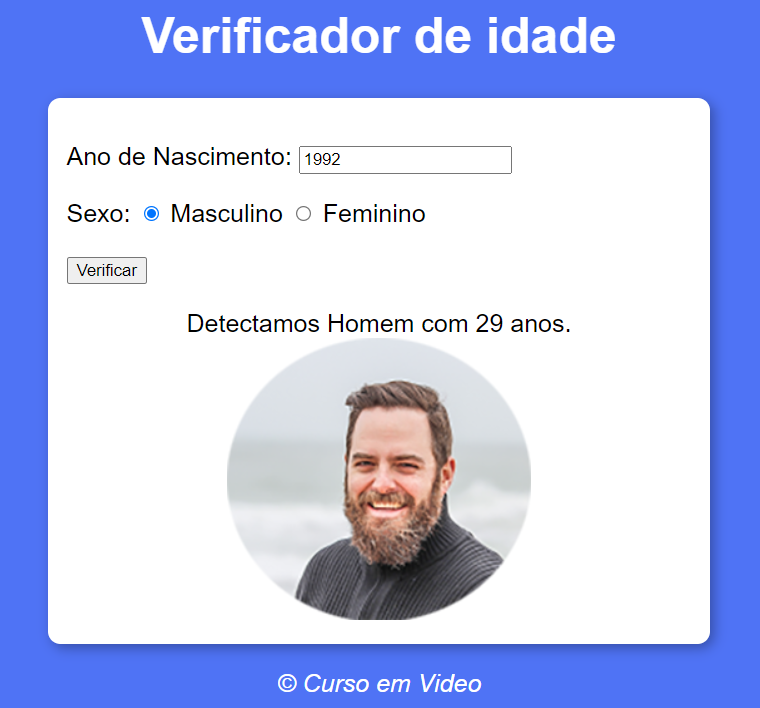 Verificador de idade
Ano de Nascimento: 1992
Sexo: Masculino Feminino
Verificar
Detectamos Homem com 29 anos.
© Curso em Video